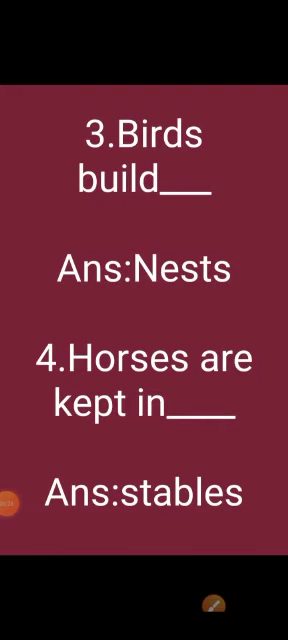 3.Birds
build___
Ans:Nests
4.Horses are
kept in____
Ans:stables